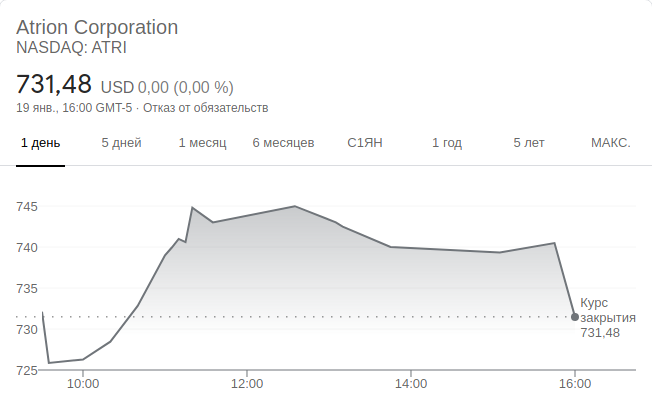 Atrion Corporation
NASDAQ: ATRI
731,48 USD 0,00 (0,00 %)
19 янв., 16:00 GMT-5 · Отказ от обязательств
1 день 5 дней 1 месяц 6 месяцев С1ЯН 1 год 5 лет МАКС.
745
740
735
730
725
Курс
закрытия
731,48
10:00 12:00 14:00 16:00